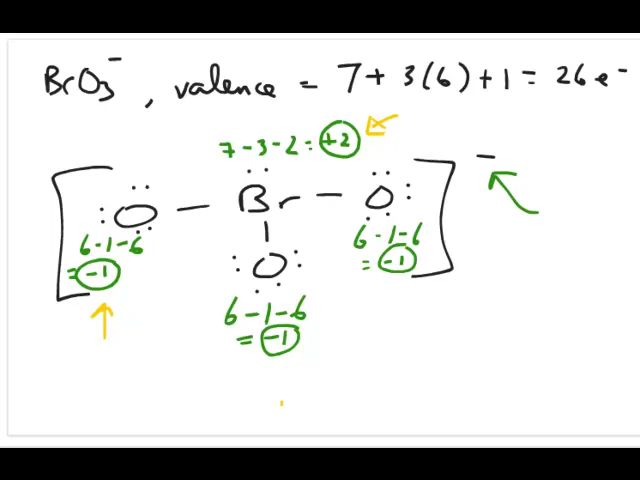 BrO3⁻, valence = 7 + 3(6) + 1 = 26 e⁻
7 - 3 - 2 = +2
[ O — Br — O ] ⁻
6 - 1 - 6
= -1
6 - 1 - 6
= -1
|
O
6 - 1 - 6
= -1